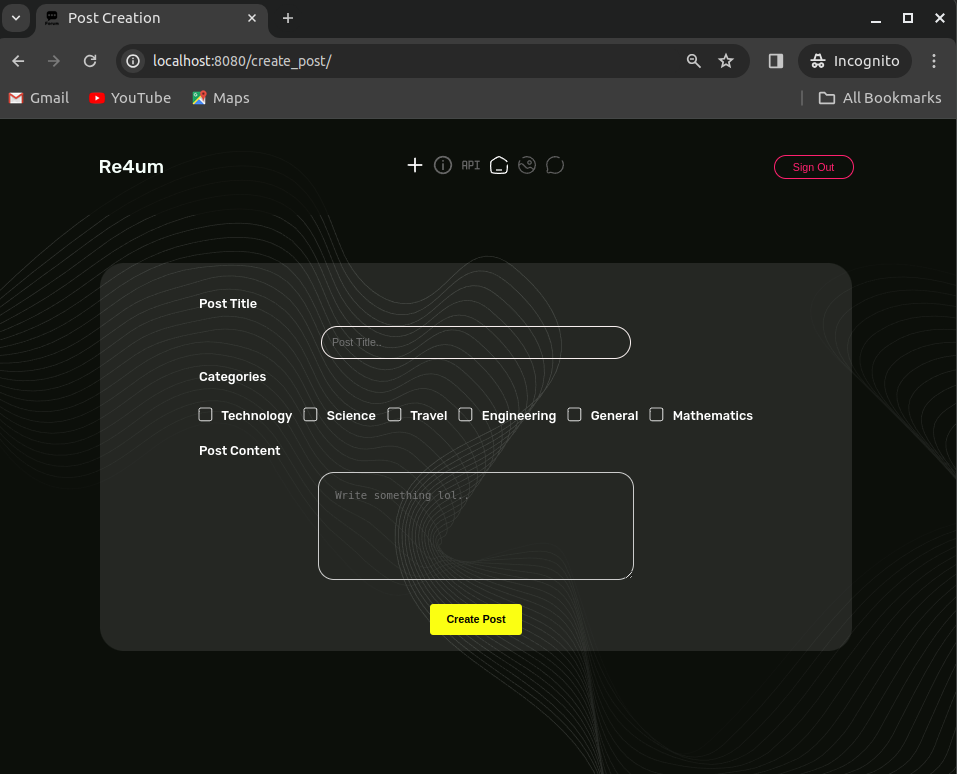 Post Creation
localhost:8080/create_post/
Incognito
Gmail YouTube Maps All Bookmarks
Re4um API Sign Out
Post Title
Post Title..
Categories
Technology Science Travel Engineering General Mathematics
Post Content
Write something lol..
Create Post